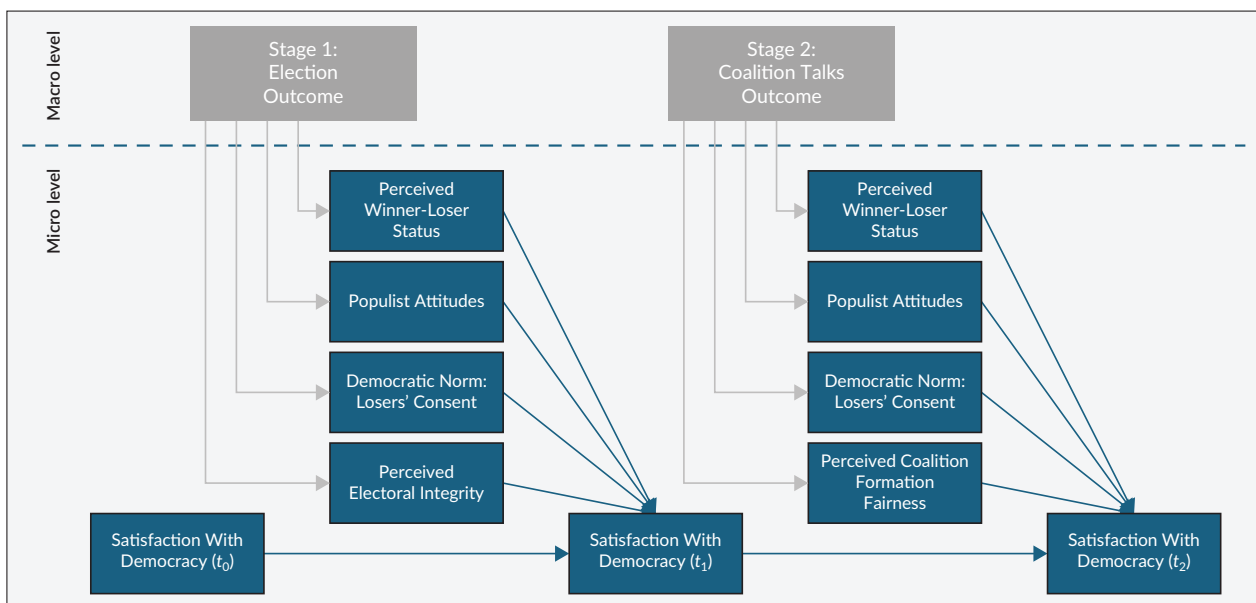 Macro level
Stage 1:
Election
Outcome
Stage 2:
Coalition Talks
Outcome
Micro level
Perceived
Winner-Loser
Status
Populist Attitudes
Democratic Norm:
Losers’ Consent
Perceived
Electoral Integrity
Perceived
Winner-Loser
Status
Populist Attitudes
Democratic Norm:
Losers’ Consent
Perceived Coalition
Formation
Fairness
Satisfaction With
Democracy (t0)
Satisfaction With
Democracy (t1)
Satisfaction With
Democracy (t2)